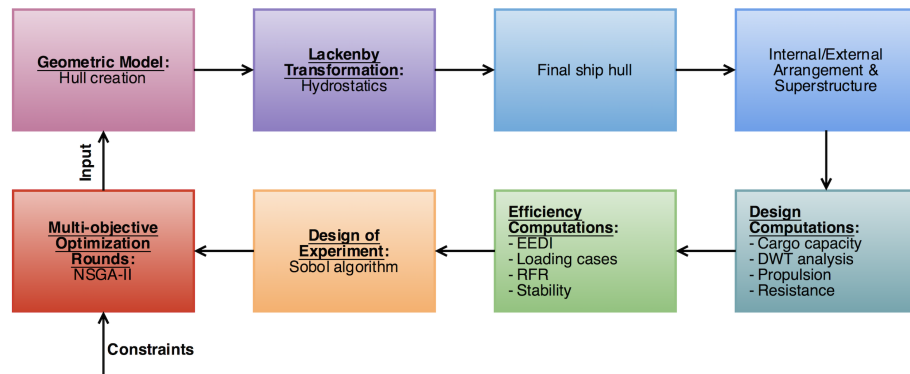 Geometric Model:
Hull creation
Lackenby
Transformation:
Hydrostatics
Final ship hull
Internal/External
Arrangement &
Superstructure
Input
Multi-objective
Optimization
Rounds:
NSGA-II
Design of
Experiment:
Sobol algorithm
Efficiency
Computations:
- EEDI
- Loading cases
- RFR
- Stability
Design
Computations:
- Cargo capacity
- DWT analysis
- Propulsion
- Resistance
Constraints